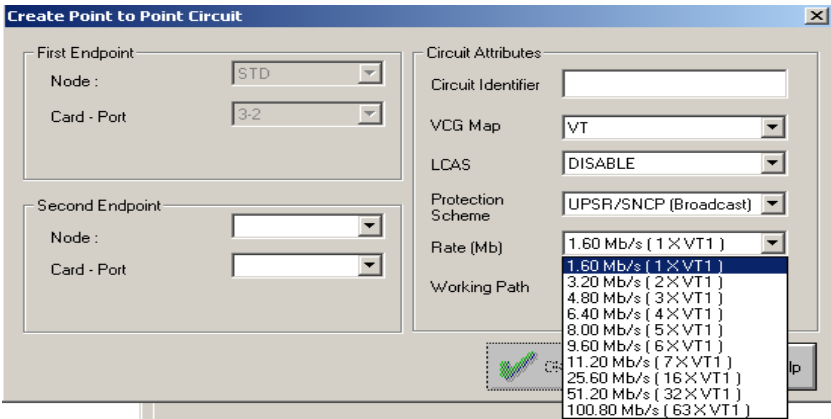 Create Point to Point Circuit
First Endpoint
Node :
STD
Card - Port
3-2
Second Endpoint
Node :
Card - Port
Circuit Attributes
Circuit Identifier
VCG Map
VT
LCAS
DISABLE
Protection
Scheme
UPSR/SNCP (Broadcast)
Rate (Mb)
1.60 Mb/s ( 1 X VT1 )
1.60 Mb/s ( 1 X VT1 )
3.20 Mb/s ( 2 X VT1 )
4.80 Mb/s ( 3 X VT1 )
6.40 Mb/s ( 4 X VT1 )
8.00 Mb/s ( 5 X VT1 )
9.60 Mb/s ( 6 X VT1 )
11.20 Mb/s ( 7 X VT1 )
25.60 Mb/s ( 16 X VT1 )
51.20 Mb/s ( 32 X VT1 )
100.80 Mb/s ( 63 X VT1 )
Working Path
lp